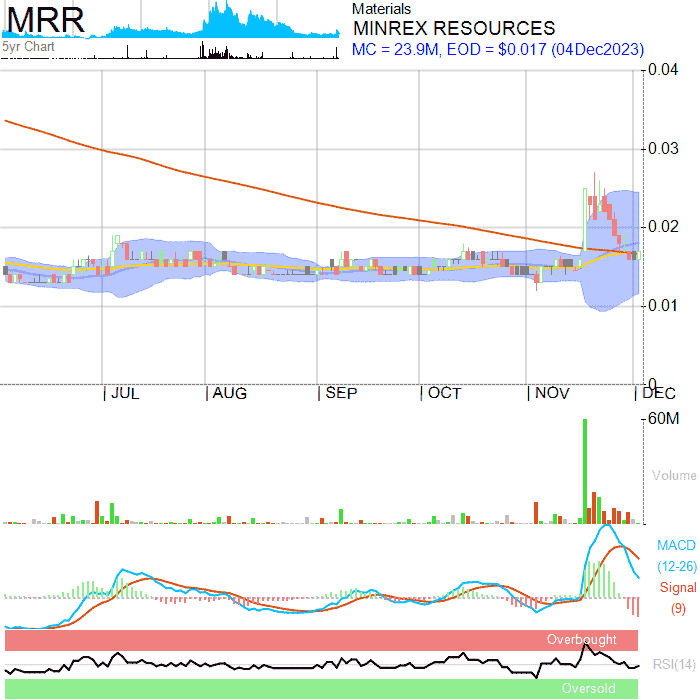 MRR
5yr Chart
Materials
MINREX RESOURCES
MC = 23.9M, EOD = $0.017 (04Dec2023)
0.04
0.03
0.02
0.01
0
JUL
AUG
SEP
OCT
NOV
DEC
60M
Volume
MACD
(12-26)
Signal
(9)
Overbought
RSI(14)
Oversold